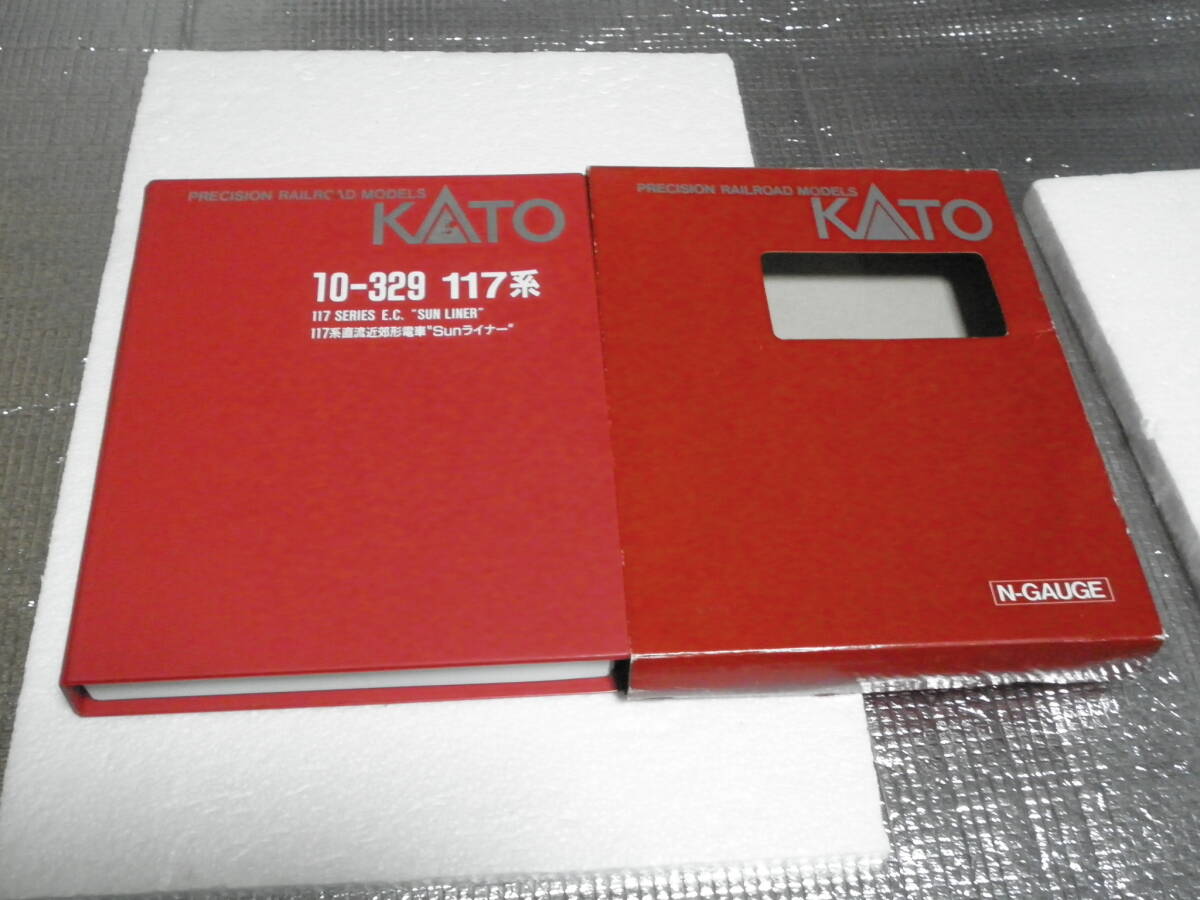 PRECISION RAILROAD MODELS
KATO
10-329 117系
117 SERIES E.C. "SUN LINER"
117系直流近郊形電車"Sunライナー"
PRECISION RAILROAD MODELS
KATO
N-GAUGE